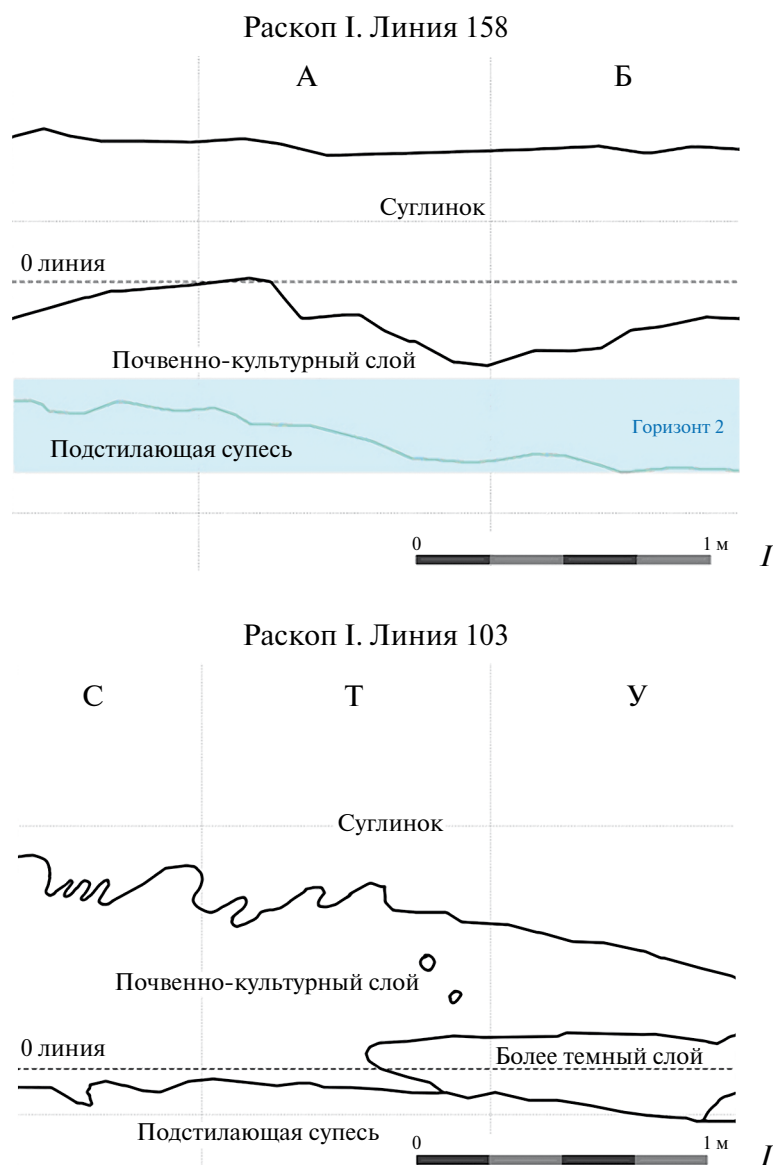 Раскоп I. Линия 158
А Б
Суглинок
0 линия
Почвенно-культурный слой
Горизонт 2
Подстилающая супесь
0 1 м
I
Раскоп I. Линия 103
С Т У
Суглинок
Почвенно-культурный слой
0 линия
Более темный слой
Подстилающая супесь
0 1 м
I